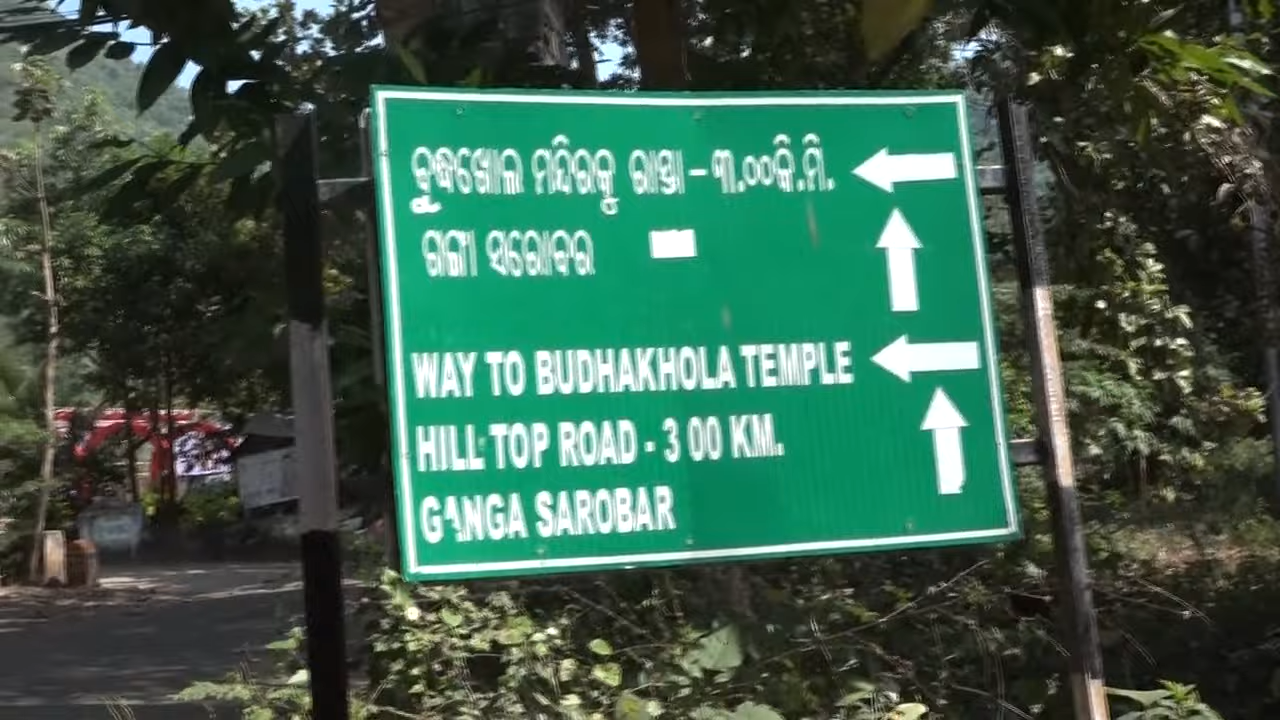 ବୁଦ୍ଧଖୋଲ ମନ୍ଦିରକୁ ରାସ୍ତା - ୩.୦୦କି.ମି.
ଗଙ୍ଗା ସରୋବର
WAY TO BUDHAKHOLA TEMPLE
HILL TOP ROAD - 3 00 KM.
GANGA SAROBAR